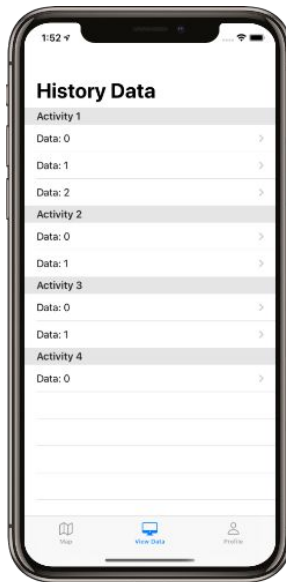 1:52
History Data
Activity 1
Data: 0
Data: 1
Data: 2
Activity 2
Data: 0
Data: 1
Activity 3
Data: 0
Data: 1
Activity 4
Data: 0
Map
View Data
Profile